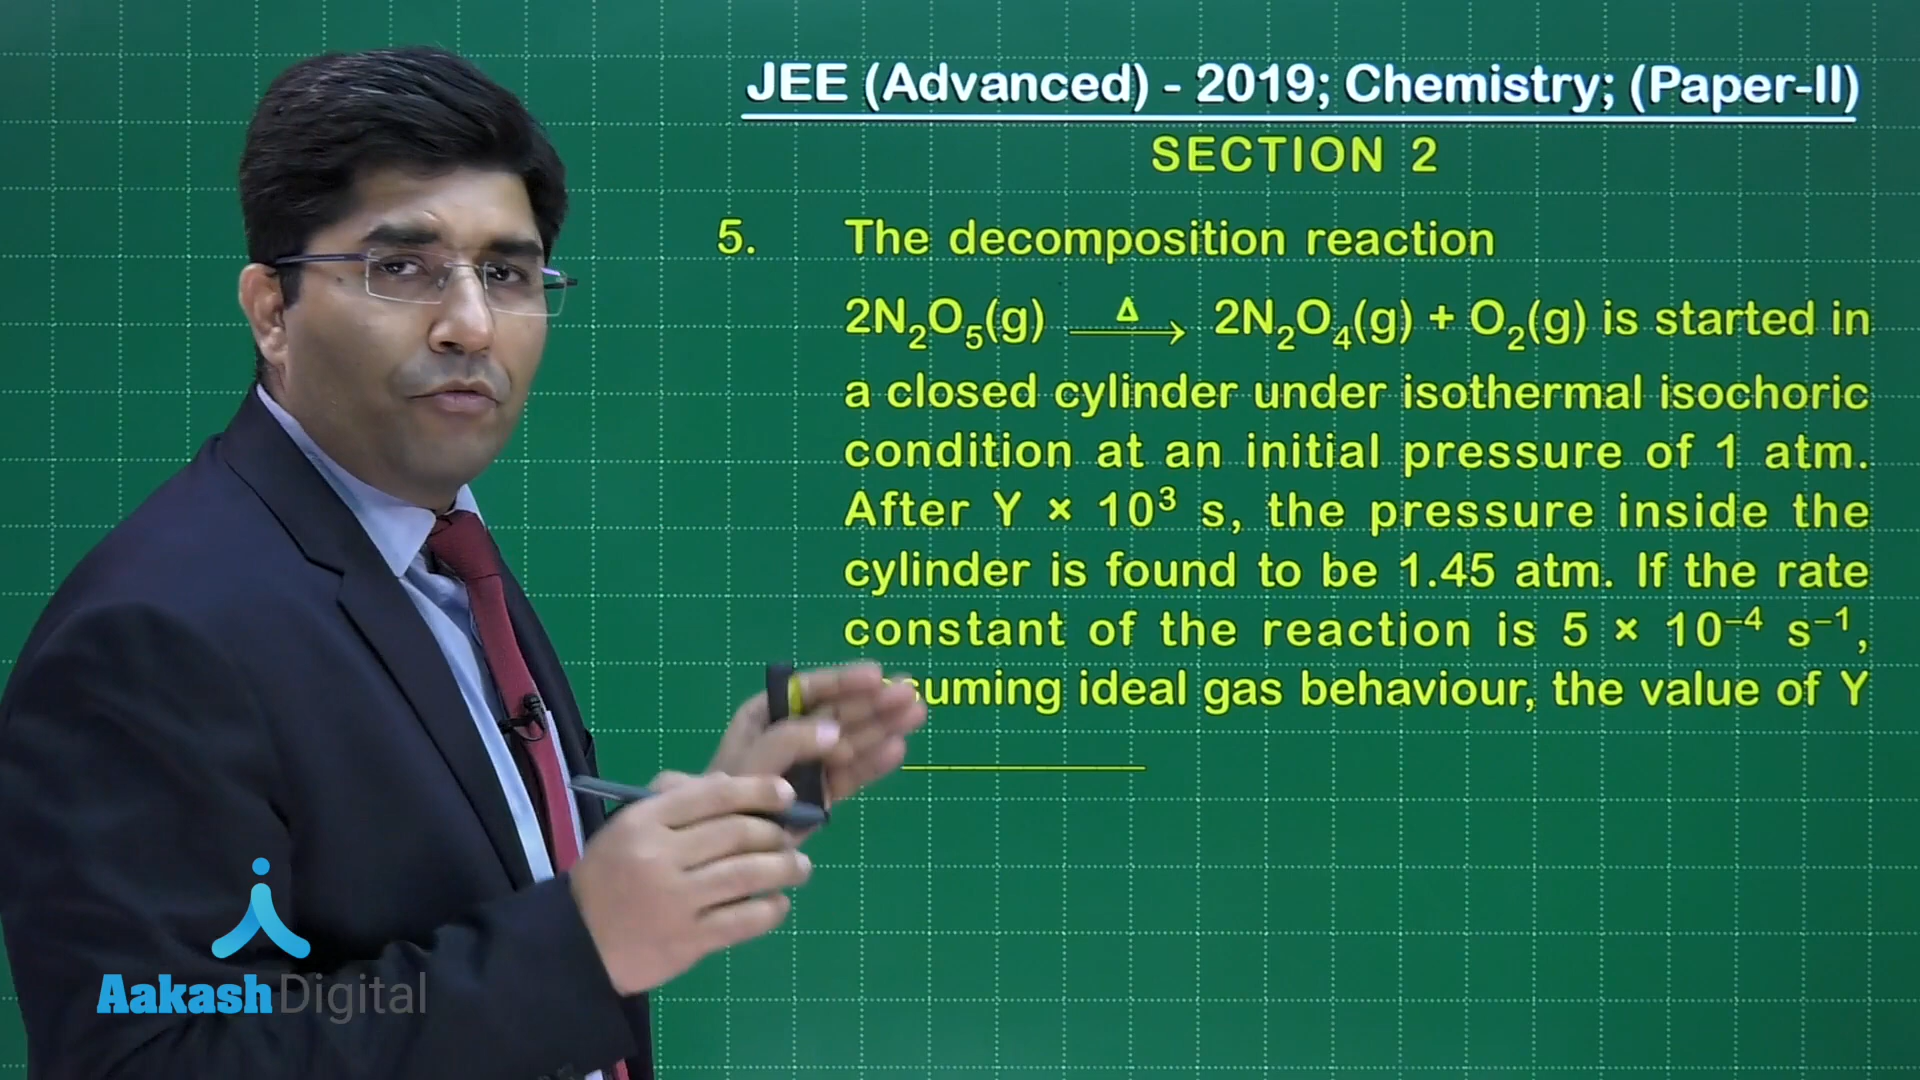 JEE (Advanced) - 2019; Chemistry; (Paper-II)
SECTION 2
5. The decomposition reaction
2N₂O₅(g) —Δ→ 2N₂O₄(g) + O₂(g) is started in
a closed cylinder under isothermal isochoric
condition at an initial pressure of 1 atm.
After Y × 10³ s, the pressure inside the
cylinder is found to be 1.45 atm. If the rate
constant of the reaction is 5 × 10⁻⁴ s⁻¹,
ideal gas behaviour, the value of Y
Aakash Digital